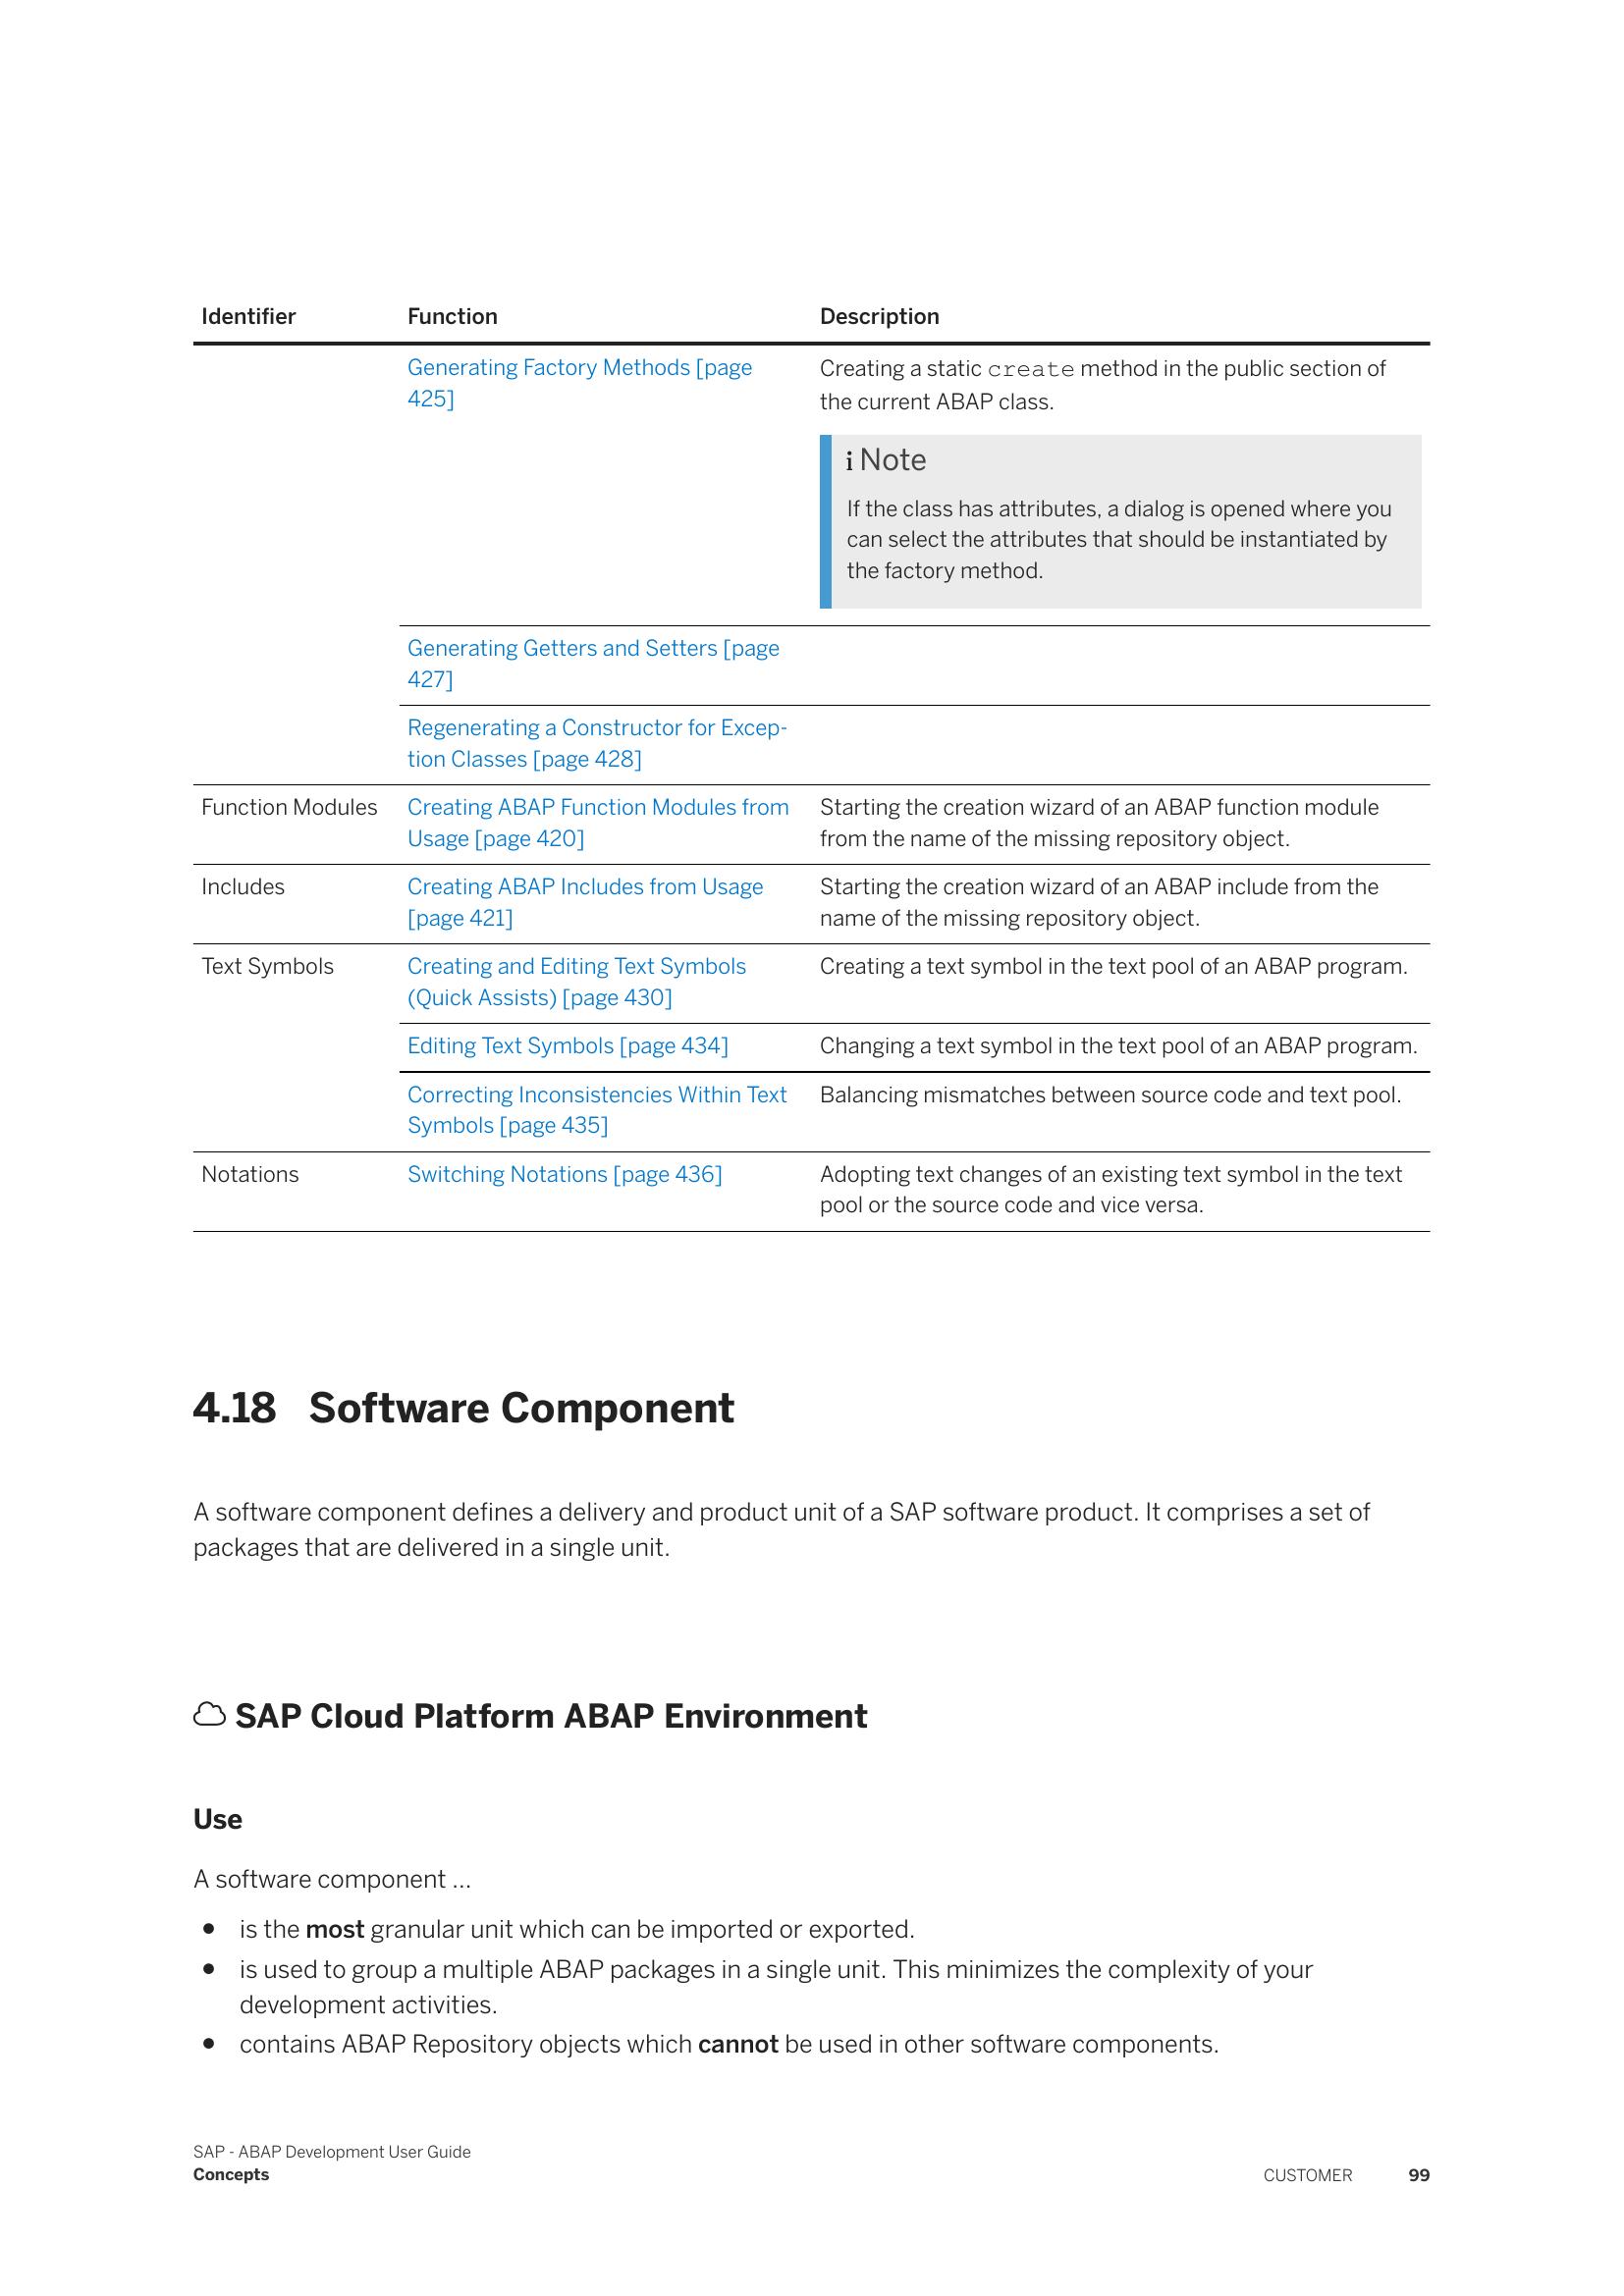 Identifier Function Description
Generating Factory Methods [page
425]
Creating a static create method in the public section of
the current ABAP class.
i Note
If the class has attributes, a dialog is opened where you
can select the attributes that should be instantiated by
the factory method.
Generating Getters and Setters [page
427]
Regenerating a Constructor for Excep-
tion Classes [page 428]
Function Modules
Creating ABAP Function Modules from
Usage [page 420]
Starting the creation wizard of an ABAP function module
from the name of the missing repository object.
Includes
Creating ABAP Includes from Usage
[page 421]
Starting the creation wizard of an ABAP include from the
name of the missing repository object.
Text Symbols
Creating and Editing Text Symbols
(Quick Assists) [page 430]
Creating a text symbol in the text pool of an ABAP program.
Editing Text Symbols [page 434]
Changing a text symbol in the text pool of an ABAP program.
Correcting Inconsistencies Within Text
Symbols [page 435]
Balancing mismatches between source code and text pool.
Notations
Switching Notations [page 436]
Adopting text changes of an existing text symbol in the text
pool or the source code and vice versa.
4.18 Software Component
A software component defines a delivery and product unit of a SAP software product. It comprises a set of
packages that are delivered in a single unit.
SAP Cloud Platform ABAP Environment
Use
A software component ...
● is the most granular unit which can be imported or exported.
● is used to group a multiple ABAP packages in a single unit. This minimizes the complexity of your
development activities.
● contains ABAP Repository objects which cannot be used in other software components.
SAP - ABAP Development User Guide
Concepts
CUSTOMER 99